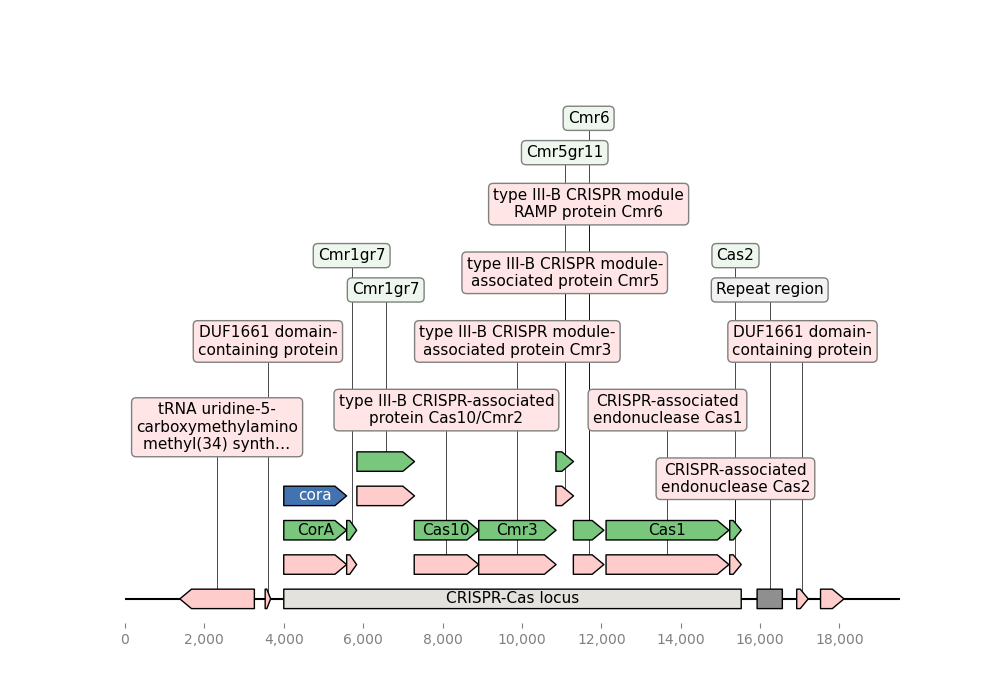 Cmr6
Cmr5gr11
type III-B CRISPR module
RAMP protein Cmr6
Cmr1gr7
Cas2
type III-B CRISPR module-
associated protein Cmr5
Cmr1gr7
Repeat region
DUF1661 domain-
containing protein
type III-B CRISPR module-
associated protein Cmr3
DUF1661 domain-
containing protein
tRNA uridine-5-
carboxymethylamino
methyl(34) synth...
type III-B CRISPR-associated
protein Cas10/Cmr2
CRISPR-associated
endonuclease Cas1
CRISPR-associated
endonuclease Cas2
cora
CorA
Cas10
Cmr3
Cas1
CRISPR-Cas locus
0
2,000
4,000
6,000
8,000
10,000
12,000
14,000
16,000
18,000